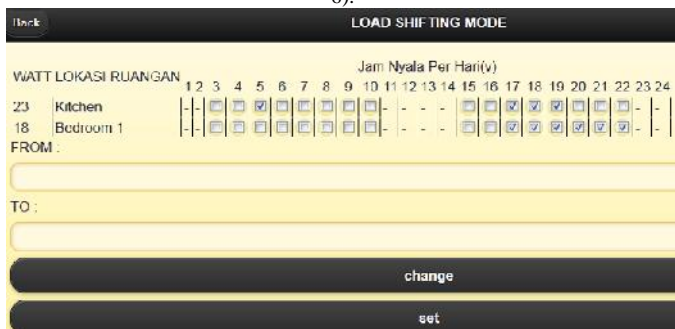 6).
Back LOAD SHIFTING MODE
Jam Nyala Per Hari(v)
WATT LOKASI RUANGAN 1 2 3 4 5 6 7 8 9 10 11 12 13 14 15 16 17 18 19 20 21 22 23 24
23 Kitchen - - - - - - - -
18 Bedroom 1 - - - - - - - -
FROM :
TO :
change
set